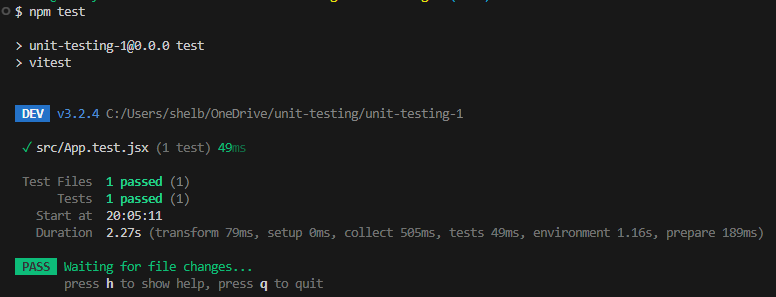 $ npm test
> unit-testing-1@0.0.0 test
> vitest
DEV v3.2.4 C:/Users/shelb/OneDrive/unit-testing/unit-testing-1
✓ src/App.test.jsx (1 test) 49ms
Test Files 1 passed (1)
Tests 1 passed (1)
Start at 20:05:11
Duration 2.27s (transform 79ms, setup 0ms, collect 505ms, tests 49ms, environment 1.16s, prepare 189ms)
PASS Waiting for file changes...
press h to show help, press q to quit